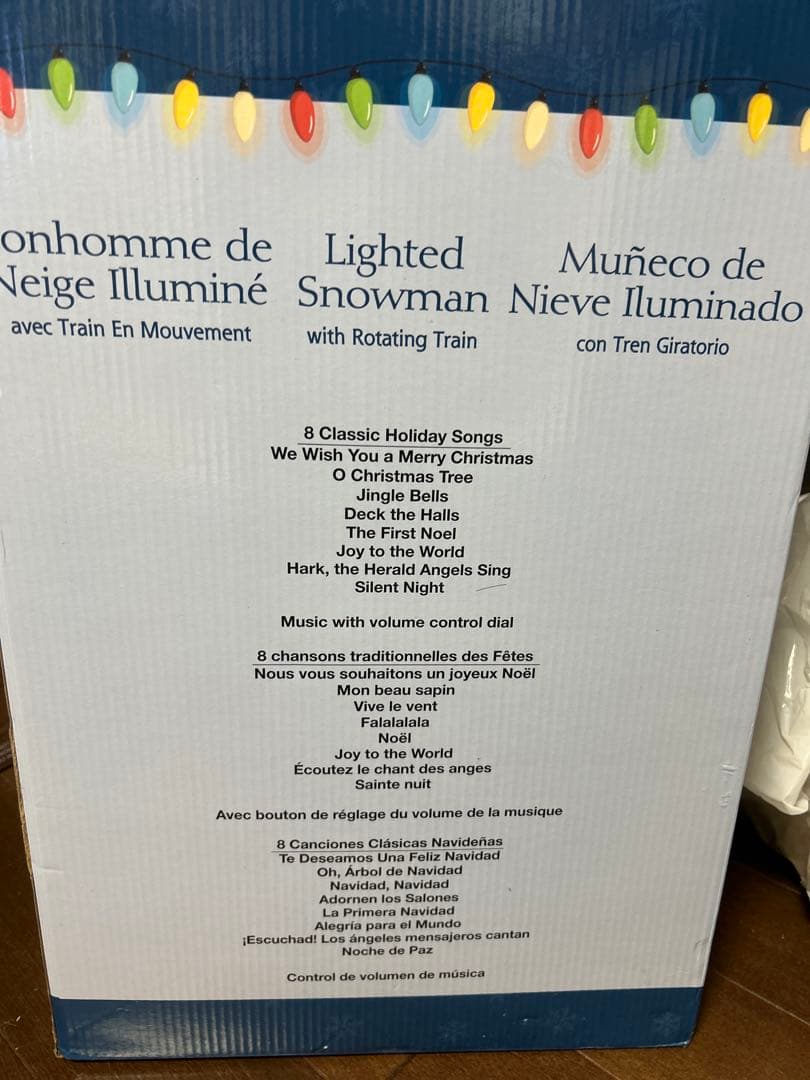 onhomme de
Neige Illuminé
avec Train En Mouvement
Lighted
Snowman
with Rotating Train
Muñeco de
Nieve Iluminado
con Tren Giratorio
8 Classic Holiday Songs
We Wish You a Merry Christmas
O Christmas Tree
Jingle Bells
Deck the Halls
The First Noel
Joy to the World
Hark, the Herald Angels Sing
Silent Night
Music with volume control dial
8 chansons traditionnelles des Fêtes
Nous vous souhaitons un joyeux Noël
Mon beau sapin
Vive le vent
Falalalala
Noël
Joy to the World
Écoutez le chant des anges
Sainte nuit
Avec bouton de réglage du volume de la musique
8 Canciones Clásicas Navideñas
Te Deseamos Una Feliz Navidad
Oh, Árbol de Navidad
Navidad, Navidad
Adornen los Salones
La Primera Navidad
Alegría para el Mundo
¡Escuchad! Los ángeles mensajeros cantan
Noche de Paz
Control de volumen de música